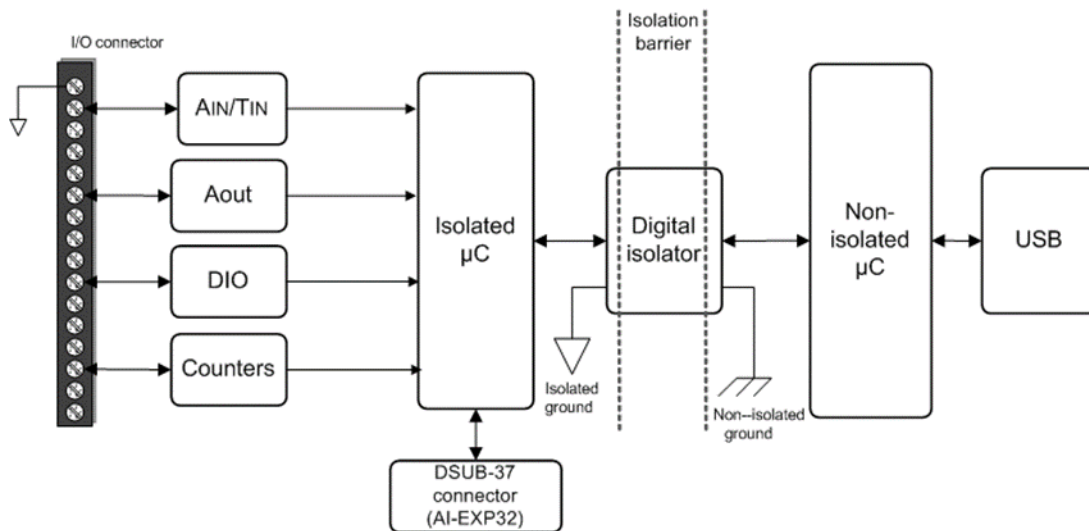 Isolation
barrier
I/O connector
AIN/TIN
Aout
DIO
Counters
Isolated
µC
Digital
isolator
Non-
isolated
µC
USB
Isolated
ground
Non--isolated
ground
DSUB-37
connector
(AI-EXP32)